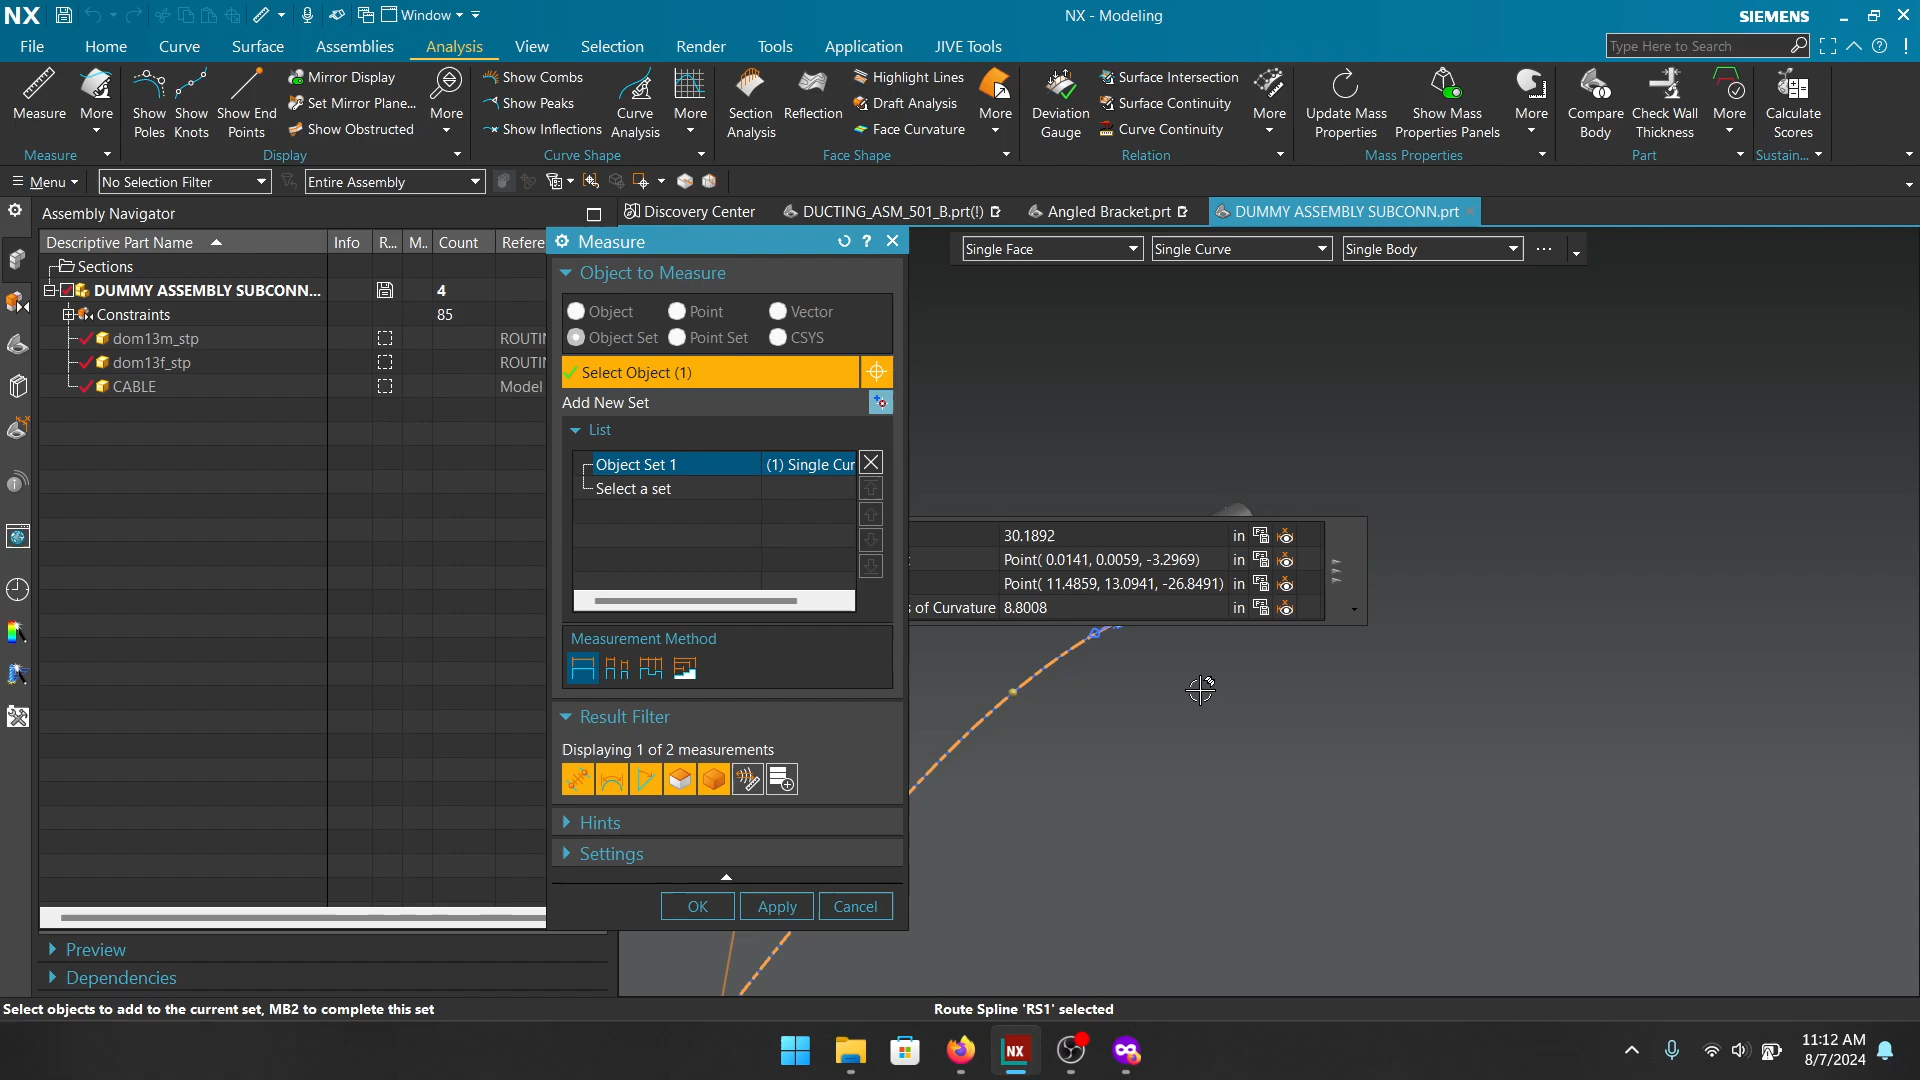 NX Window NX - Modeling SIEMENS
File Home Curve Surface Assemblies Analysis View Selection Render Tools Application JIVE Tools Type Here to Search
Measure More Show Poles Show Knots Show End Points Mirror Display Set Mirror Plane... Show Obstructed More
Show Combs Show Peaks Show Inflections Curve Analysis More
Section Analysis Reflection Highlight Lines Draft Analysis Face Curvature More
Deviation Gauge Surface Intersection Surface Continuity Curve Continuity More
Update Mass Properties Show Mass Properties Panels More
Compare Body Check Wall Thickness More Calculate Scores
Measure Display Curve Shape Face Shape Relation Mass Properties Part Sustain...
Menu No Selection Filter Entire Assembly
Assembly Navigator
Discovery Center DUCTING_ASM_501_B.prt(!) Angled Bracket.prt DUMMY ASSEMBLY SUBCONN.prt
Descriptive Part Name Info R... M.. Count Refere
Single Face Single Curve Single Body
Sections
DUMMY ASSEMBLY SUBCONN... 4
Constraints 85
dom13m_stp ROUTIN
dom13f_stp ROUTIN
CABLE Model
Preview
Dependencies
Measure
Object to Measure
Object Point Vector
Object Set Point Set CSYS
Select Object (1)
Add New Set
List
Object Set 1 (1) Single Cur
Select a set
Measurement Method
Result Filter
Displaying 1 of 2 measurements
Hints
Settings
OK Apply Cancel
30.1892 in
Point( 0.0141, 0.0059, -3.2969) in
Point( 11.4859, 13.0941, -26.8491) in
s of Curvature 8.8008 in
Select objects to add to the current set, MB2 to complete this set Route Spline 'RS1' selected
NX
11:12 AM
8/7/2024